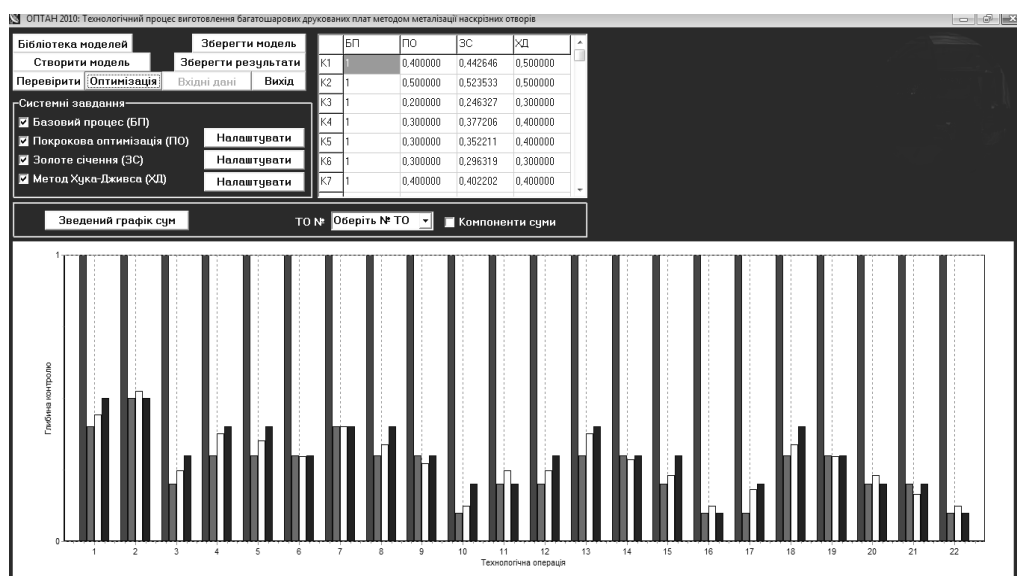 ОПТАН 2010: Технологічний процес виготовлення багатошарових друкованих плат методом металізації наскрізних отворів
Бібліотека моделей
Зберегти модель
Створити модель
Зберегти результати
Перевірити
Оптимізація
Вхідні дані
Вихід
Системні завдання
Базовий процес (БП)
Покрокова оптимізація (ПО)
Налаштувати
Золоте січення (ЗС)
Налаштувати
Метод Хука-Дживса (ХД)
Налаштувати
БП ПО ЗС ХД
К1 1 0,400000 0,442646 0,500000
К2 1 0,500000 0,523533 0,500000
К3 1 0,200000 0,246327 0,300000
К4 1 0,300000 0,377206 0,400000
К5 1 0,300000 0,352211 0,400000
К6 1 0,300000 0,296319 0,300000
К7 1 0,400000 0,402202 0,400000
Зведений графік сум
ТО № Оберіть № ТО
Компоненти суми
1
Глибина контролю
0
1 2 3 4 5 6 7 8 9 10 11 12 13 14 15 16 17 18 19 20 21 22
Технологічна операція